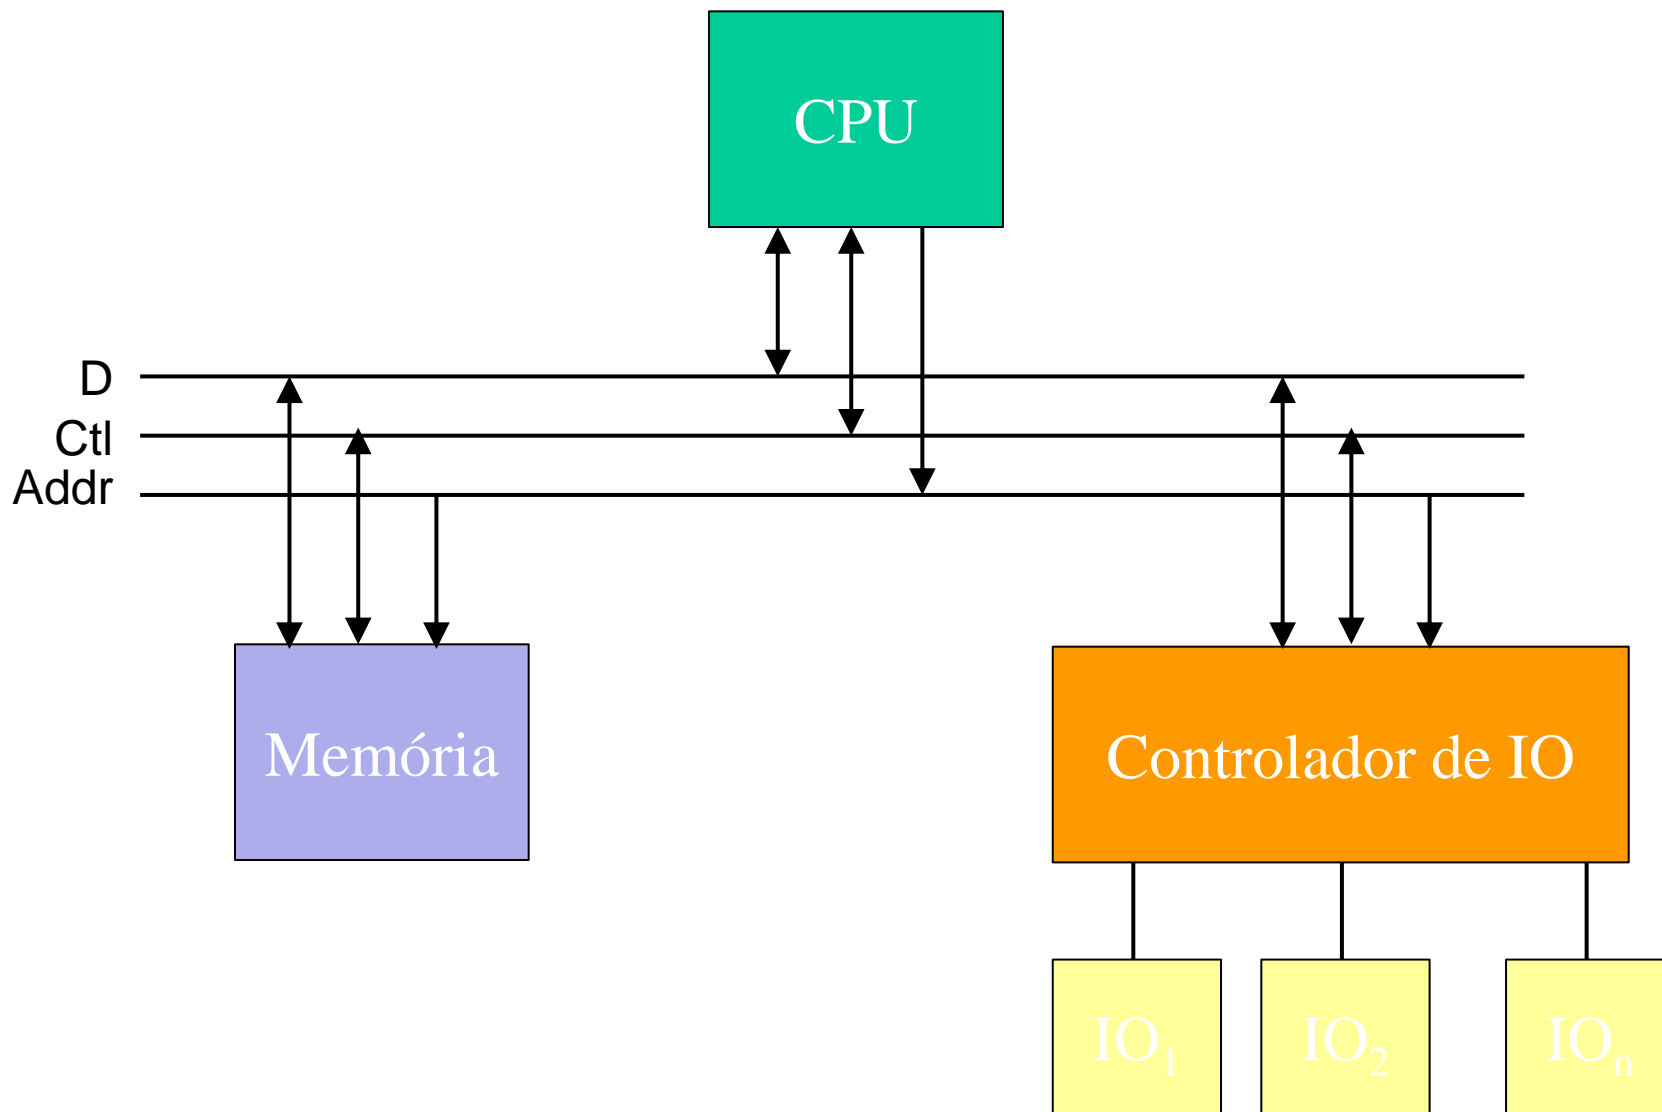 CPU
D
Ctl
Addr
Memória
Controlador de IO
IO1
IO2
IOn